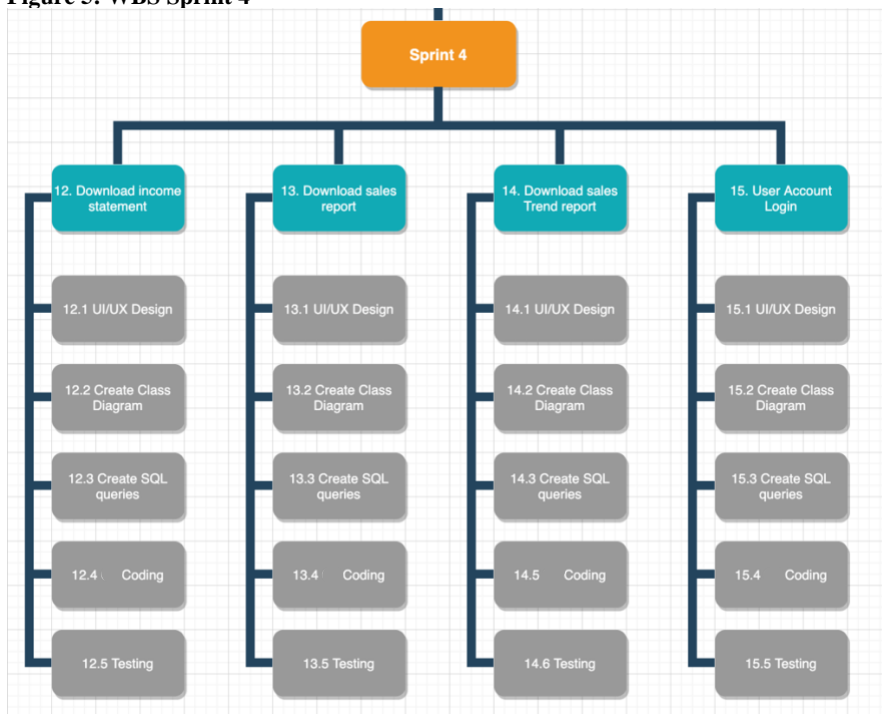 Figure 5: WBS Sprint 4
Sprint 4
12. Download income
statement
13. Download sales
report
14. Download sales
Trend report
15. User Account
Login
12.1 UI/UX Design
13.1 UI/UX Design
14.1 UI/UX Design
15.1 UI/UX Design
12.2 Create Class
Diagram
13.2 Create Class
Diagram
14.2 Create Class
Diagram
15.2 Create Class
Diagram
12.3 Create SQL
queries
13.3 Create SQL
queries
14.3 Create SQL
queries
15.3 Create SQL
queries
12.4 Coding
13.4 Coding
14.5 Coding
15.4 Coding
12.5 Testing
13.5 Testing
14.6 Testing
15.5 Testing